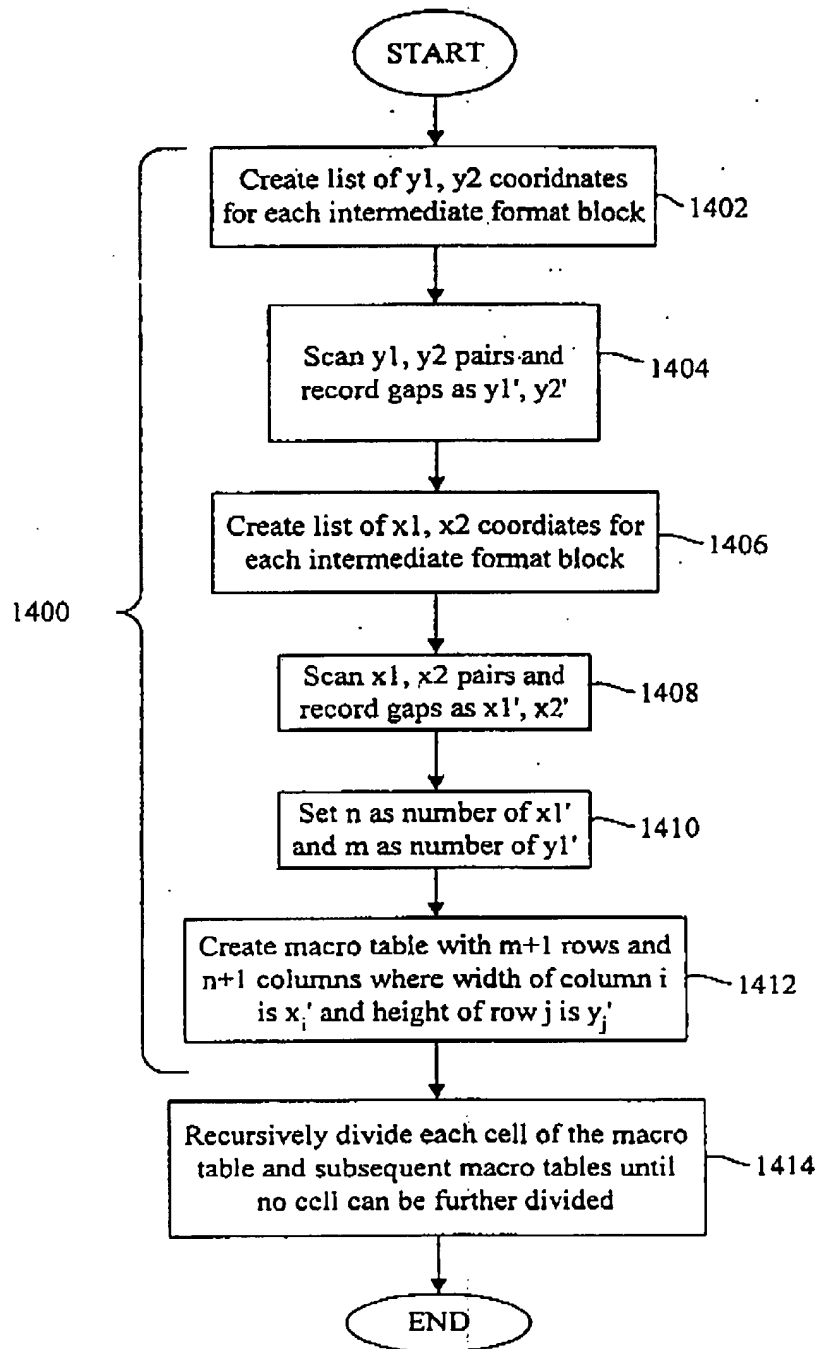 START
Create list of y1, y2 cooridnates
for each intermediate format block
1402
Scan y1, y2 pairs and
record gaps as y1', y2'
1404
Create list of x1, x2 coordiates for
each intermediate format block
1406
1400
Scan x1, x2 pairs and
record gaps as x1', x2'
1408
Set n as number of x1'
and m as number of y1'
1410
Create macro table with m+1 rows and
n+1 columns where width of column i
is xi' and height of row j is yj'
1412
Recursively divide each cell of the macro
table and subsequent macro tables until
no cell can be further divided
1414
END